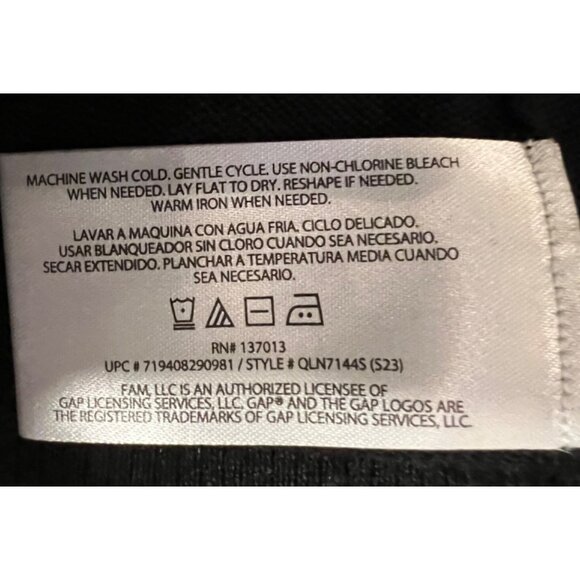 MACHINE WASH COLD. GENTLE CYCLE. USE NON-CHLORINE BLEACH
WHEN NEEDED. LAY FLAT TO DRY. RESHAPE IF NEEDED.
WARM IRON WHEN NEEDED.
LAVAR A MAQUINA CON AGUA FRIA. CICLO DELICADO.
USAR BLANQUEADOR SIN CLORO CUANDO SEA NECESARIO.
SECAR EXTENDIDO. PLANCHAR A TEMPERATURA MEDIA CUANDO
SEA NECESARIO.
RN# 137013
UPC # 719408290981 / STYLE # QLN7144S (S23)
FAM, LLC IS AN AUTHORIZED LICENSEE OF
GAP LICENSING SERVICES, LLC. GAP® AND THE GAP LOGOS ARE
THE REGISTERED TRADEMARKS OF GAP LICENSING SERVICES, LLC.